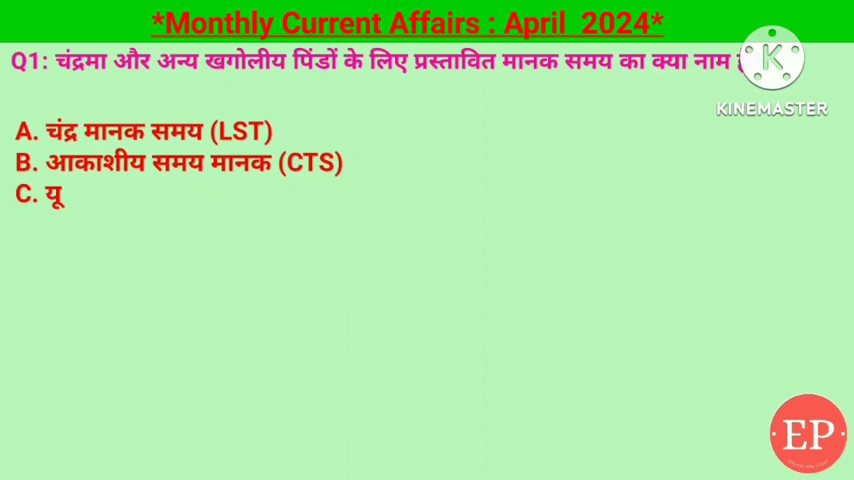 *Monthly Current Affairs : April 2024*
Q1: चंद्रमा और अन्य खगोलीय पिंडों के लिए प्रस्तावित मानक समय का क्या नाम
KINEMASTER
A. चंद्र मानक समय (LST)
B. आकाशीय समय मानक (CTS)
C. यू
EP